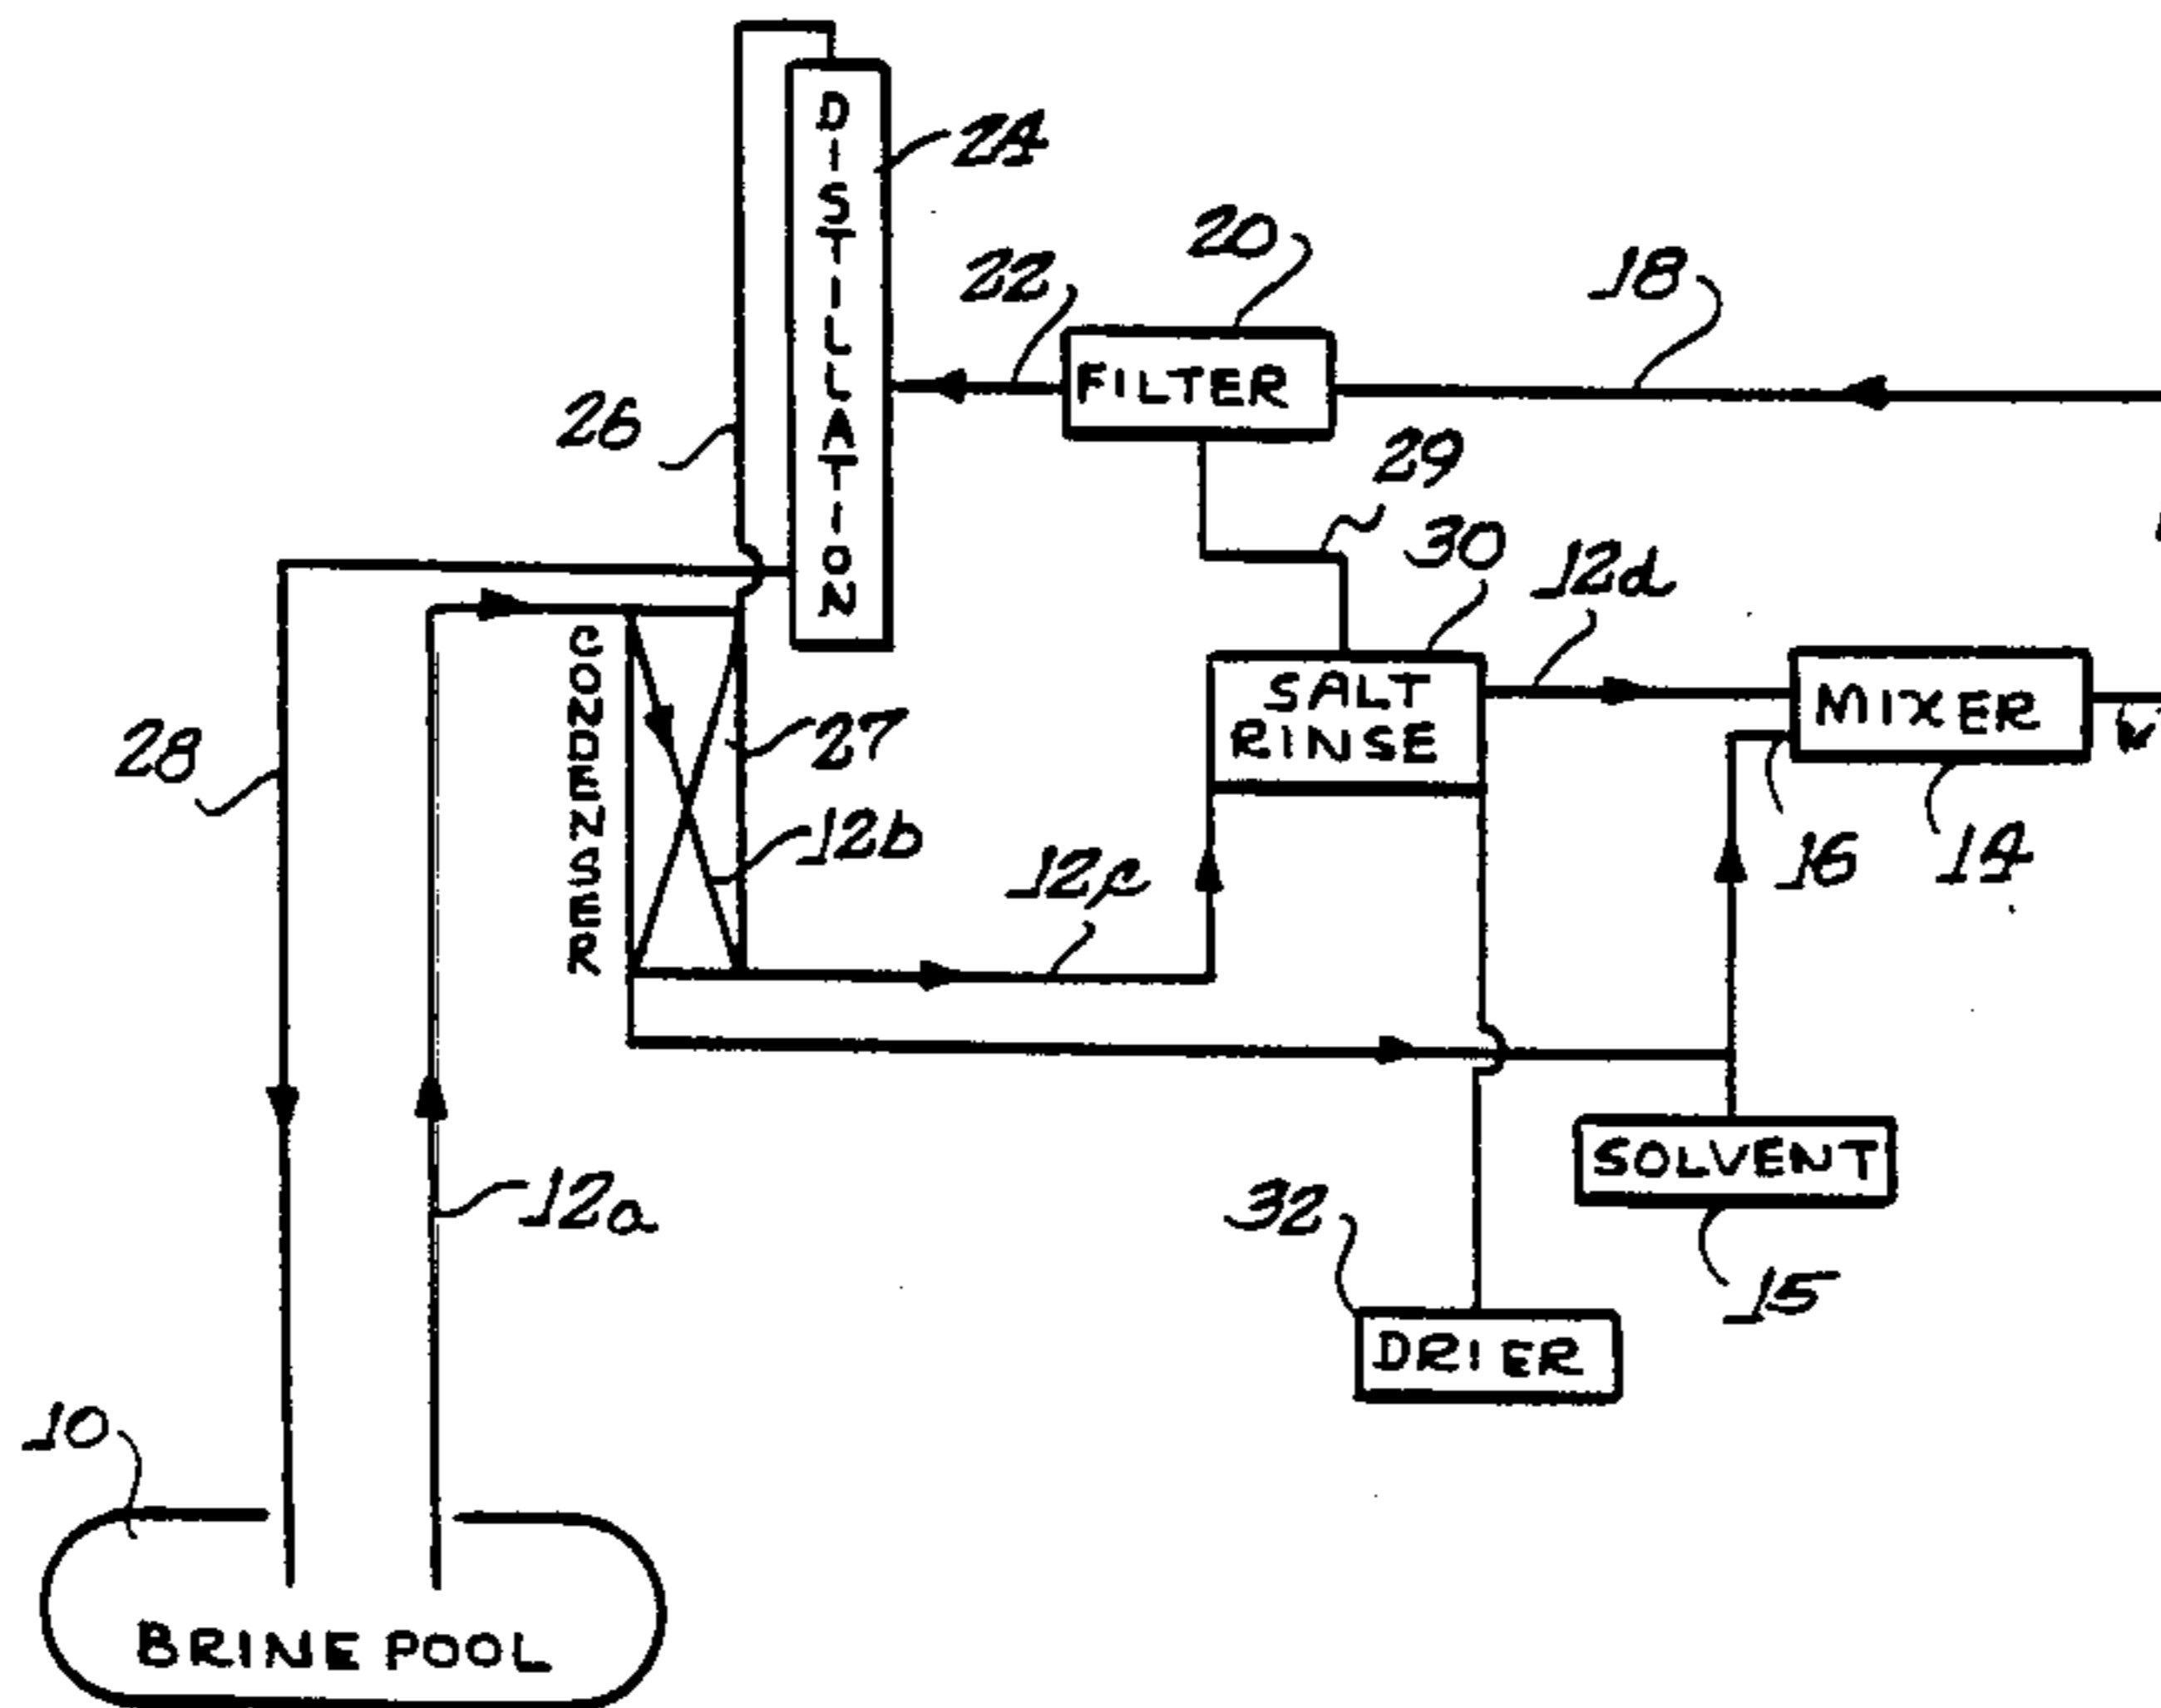 DISTILLATION
24
20
22
FILTER
18
26
29
30
12d
SALT
RINSE
MIXER
CONDENSER
27
28
12b
12c
16
14
12a
SOLVENT
32
15
DRIER
10
BRINE POOL